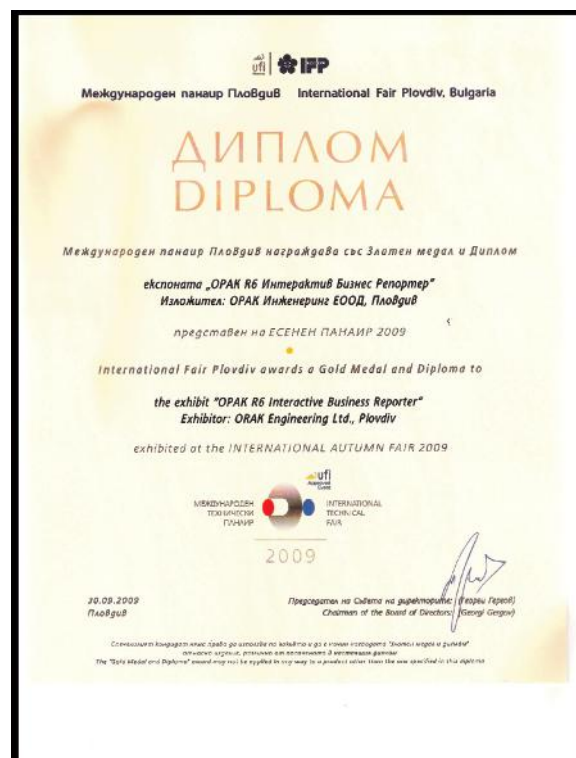 ufi IFP
Международен панаир Пловдив International Fair Plovdiv, Bulgaria
ДИПЛОМ
DIPLOMA
Международен панаир Пловдив награждава със Златен медал и Диплом
експоната „ОРАК R6 Интерактив Бизнес Репортер"
Изложител: ОРАК Инженеринг ЕООД, Пловдив
представен на ЕСЕНЕН ПАНАИР 2009
International Fair Plovdiv awards a Gold Medal and Diploma to
the exhibit "OPAK R6 Interactive Business Reporter"
Exhibitor: ORAK Engineering Ltd., Plovdiv
exhibited at the INTERNATIONAL AUTUMN FAIR 2009
ufi
Approved
Event
МЕЖДУНАРОДЕН
ТЕХНИЧЕСКИ
ПАНАИР
INTERNATIONAL
TECHNICAL
FAIR
2009
30.09.2009
Пловдив
Председател на Съвета на директорите: (Георги Гергов)
Chairman of the Board of Directors: (Georgi Gergov)
The "Gold Medal and Diploma" award may not be applied in any way to a product other than the one specified in this diploma